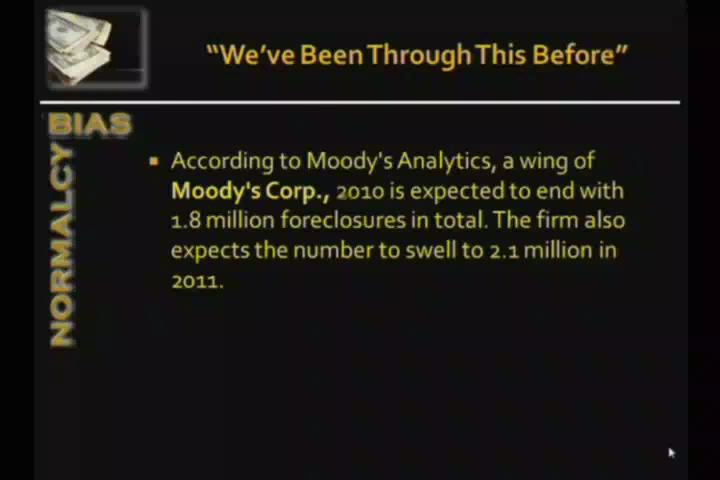 “We’ve Been Through This Before”
NORMALCY BIAS
▪ According to Moody's Analytics, a wing of
Moody's Corp., 2010 is expected to end with
1.8 million foreclosures in total. The firm also
expects the number to swell to 2.1 million in
2011.